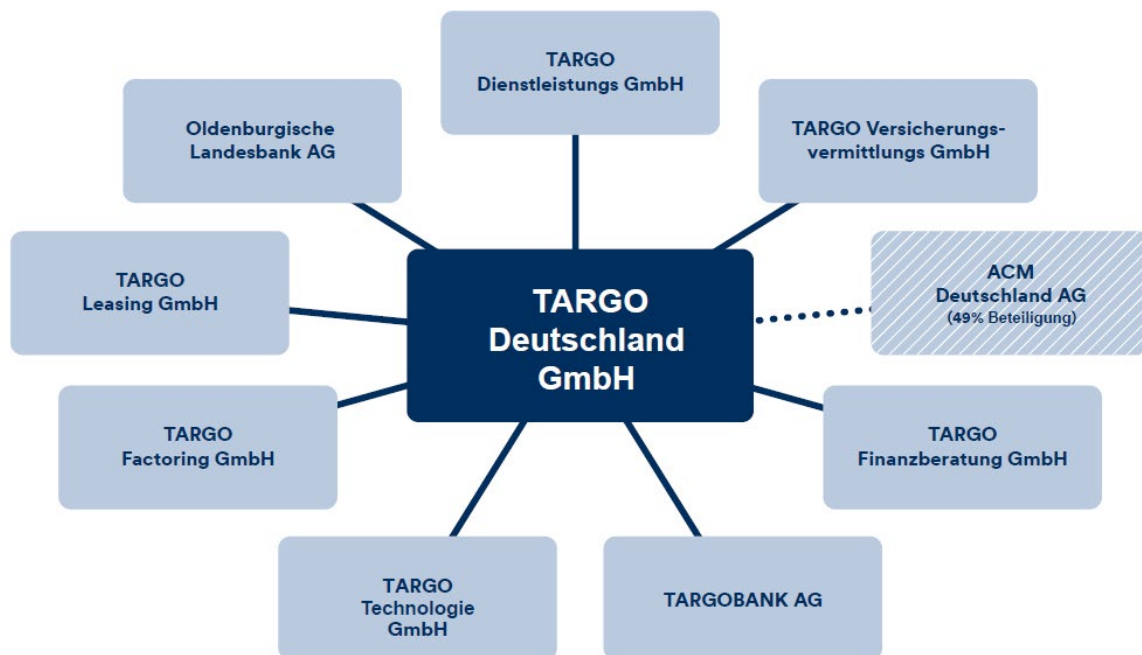 TARGO
Dienstleistungs GmbH
Oldenburgische
Landesbank AG
TARGO Versicherungs-
vermittlungs GmbH
TARGO
Leasing GmbH
ACM
Deutschland AG
(49% Beteiligung)
TARGO
Deutschland
GmbH
TARGO
Factoring GmbH
TARGO
Finanzberatung GmbH
TARGO
Technologie
GmbH
TARGOBANK AG